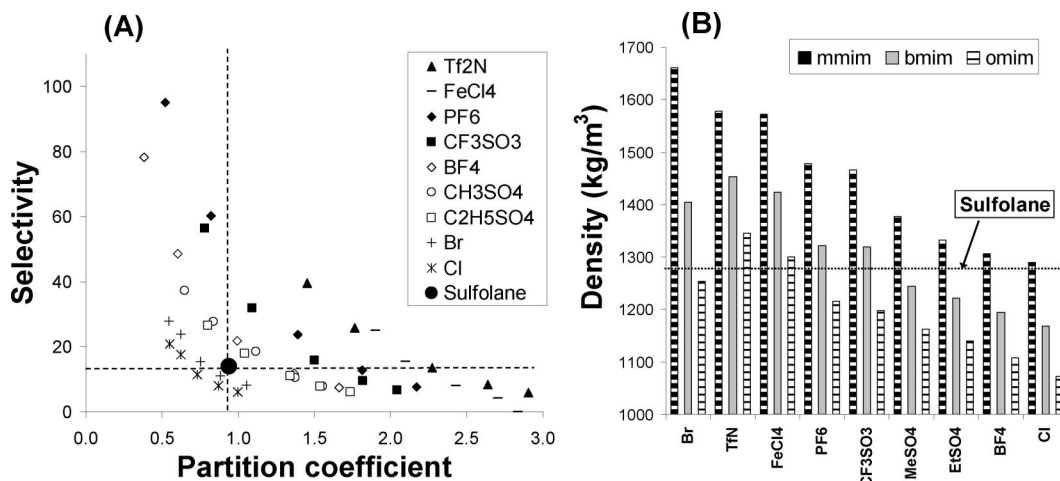 (A)
Selectivity
100
80
60
40
20
0
0.0 0.5 1.0 1.5 2.0 2.5 3.0
Partition coefficient
Tf2N
FeCl4
PF6
CF3SO3
BF4
CH3SO4
C2H5SO4
Br
Cl
Sulfolane
(B)
Density (kg/m³)
1700
1600
1500
1400
1300
1200
1100
1000
mmim bmim omim
Sulfolane
Br
TfN
FeCl4
PF6
CF3SO3
MeSO4
EtSO4
BF4
Cl